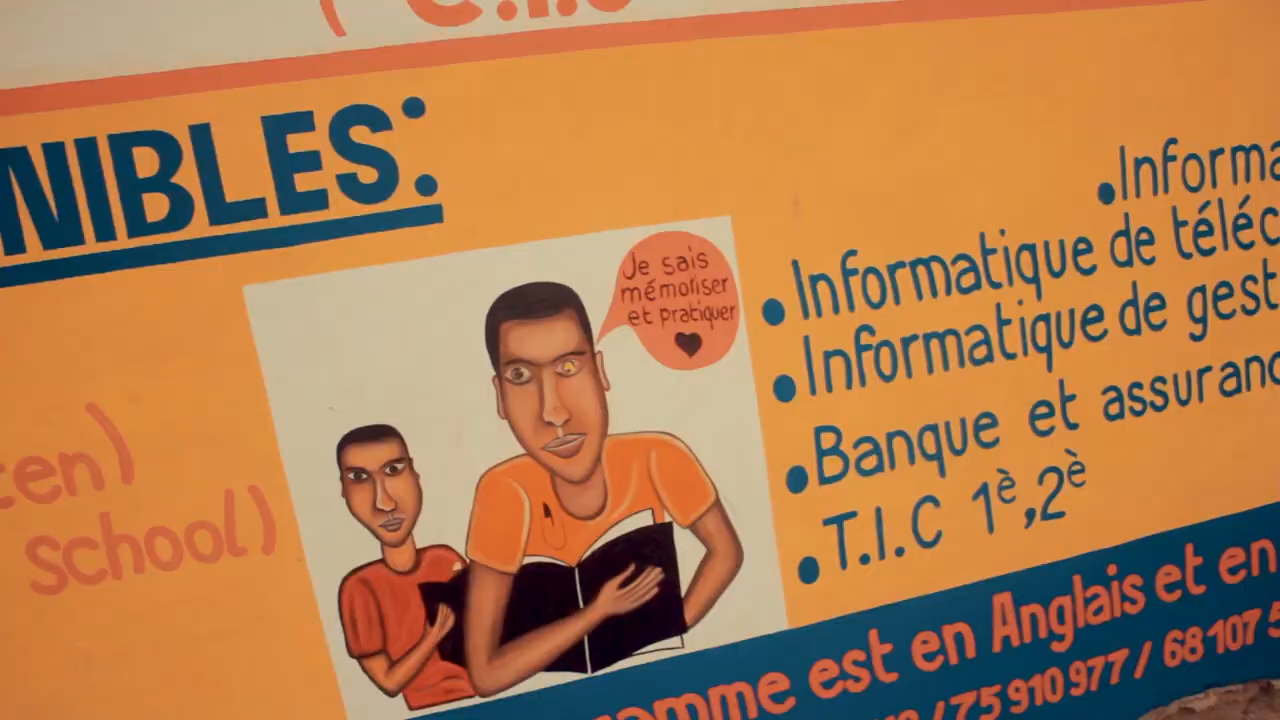 NIBLES:
Je sais
mémoriser
et pratiquer
ten)
school)
•Informa
•Informatique de téléc
•Informatique de gest
•Banque et assuranc
•T.I.C 1è,2è
amme est en Anglais et en
/75 910 977 / 68 107 5